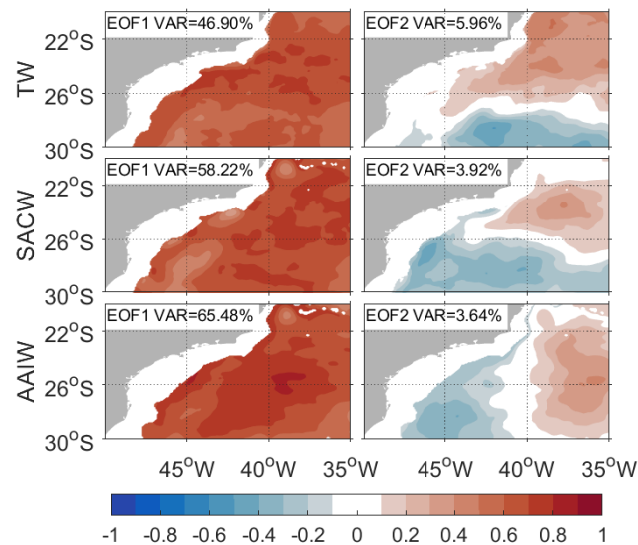 EOF1 VAR=46.90% EOF2 VAR=5.96%
22°S
TW
26°S
30°S
EOF1 VAR=58.22% EOF2 VAR=3.92%
22°S
SACW
26°S
30°S
EOF1 VAR=65.48% EOF2 VAR=3.64%
22°S
AAIW
26°S
30°S
45°W 40°W 35°W 45°W 40°W 35°W
-1 -0.8 -0.6 -0.4 -0.2 0 0.2 0.4 0.6 0.8 1